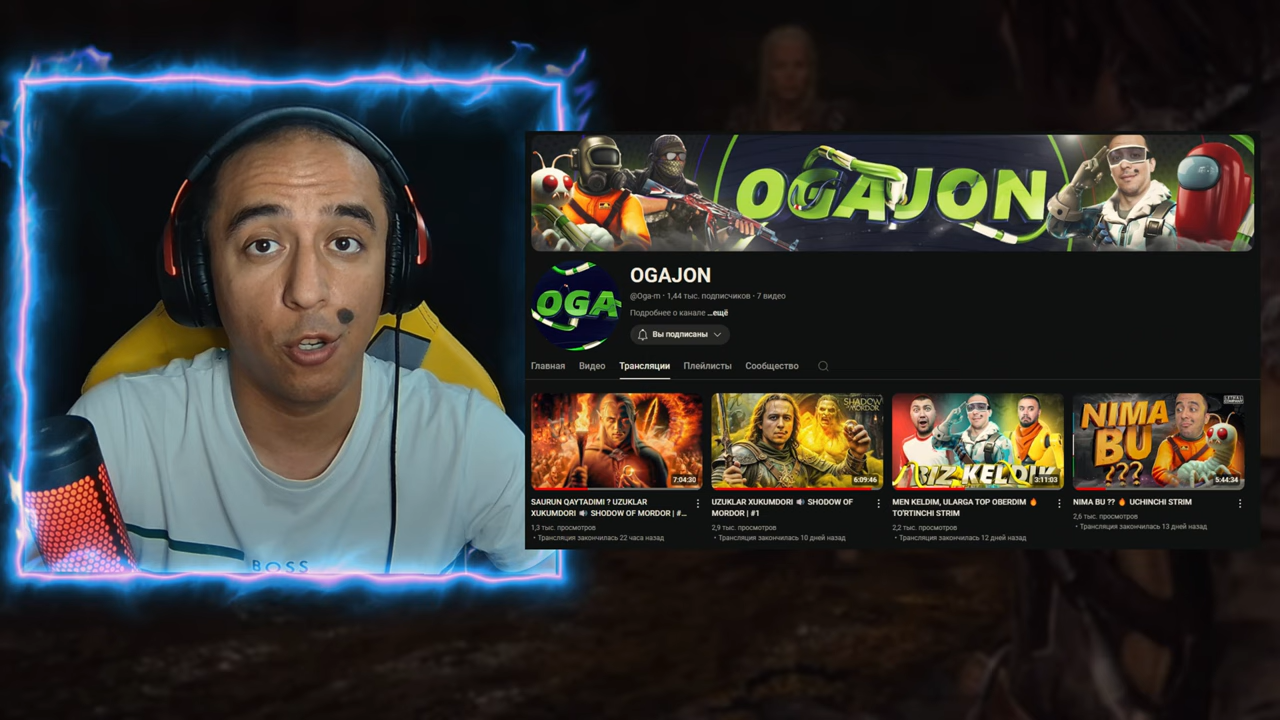 OGAJON
OGA
OGAJON
@Oga-m · 1,44 тыс. подписчиков · 7 видео
Подробнее о канале ...ещё
Вы подписаны
Главная Видео Трансляции Плейлисты Сообщество
SHADOW MORDOR
BIZ KELDIK
NIMA
BU
???
7:04:30
6:09:46
3:11:03
5:44:34
SAURUN QAYTADIMI ? UZUKLAR
XUKUMDORI 🔊 SHODOW OF MORDOR | #...
1,3 тыс. просмотров
• Трансляция закончилась 22 часа назад
UZUKLAR XUKUMDORI 🔊 SHODOW OF
MORDOR | #1
2,9 тыс. просмотров
• Трансляция закончилась 10 дней назад
MEN KELDIM, ULARGA TOP OBERDIM 🔥
TO'RTINCHI STRIM
2,2 тыс. просмотров
• Трансляция закончилась 12 дней назад
NIMA BU ?? 🔥 UCHINCHI STRIM
2,6 тыс. просмотров
• Трансляция закончилась 13 дней назад
BOSS